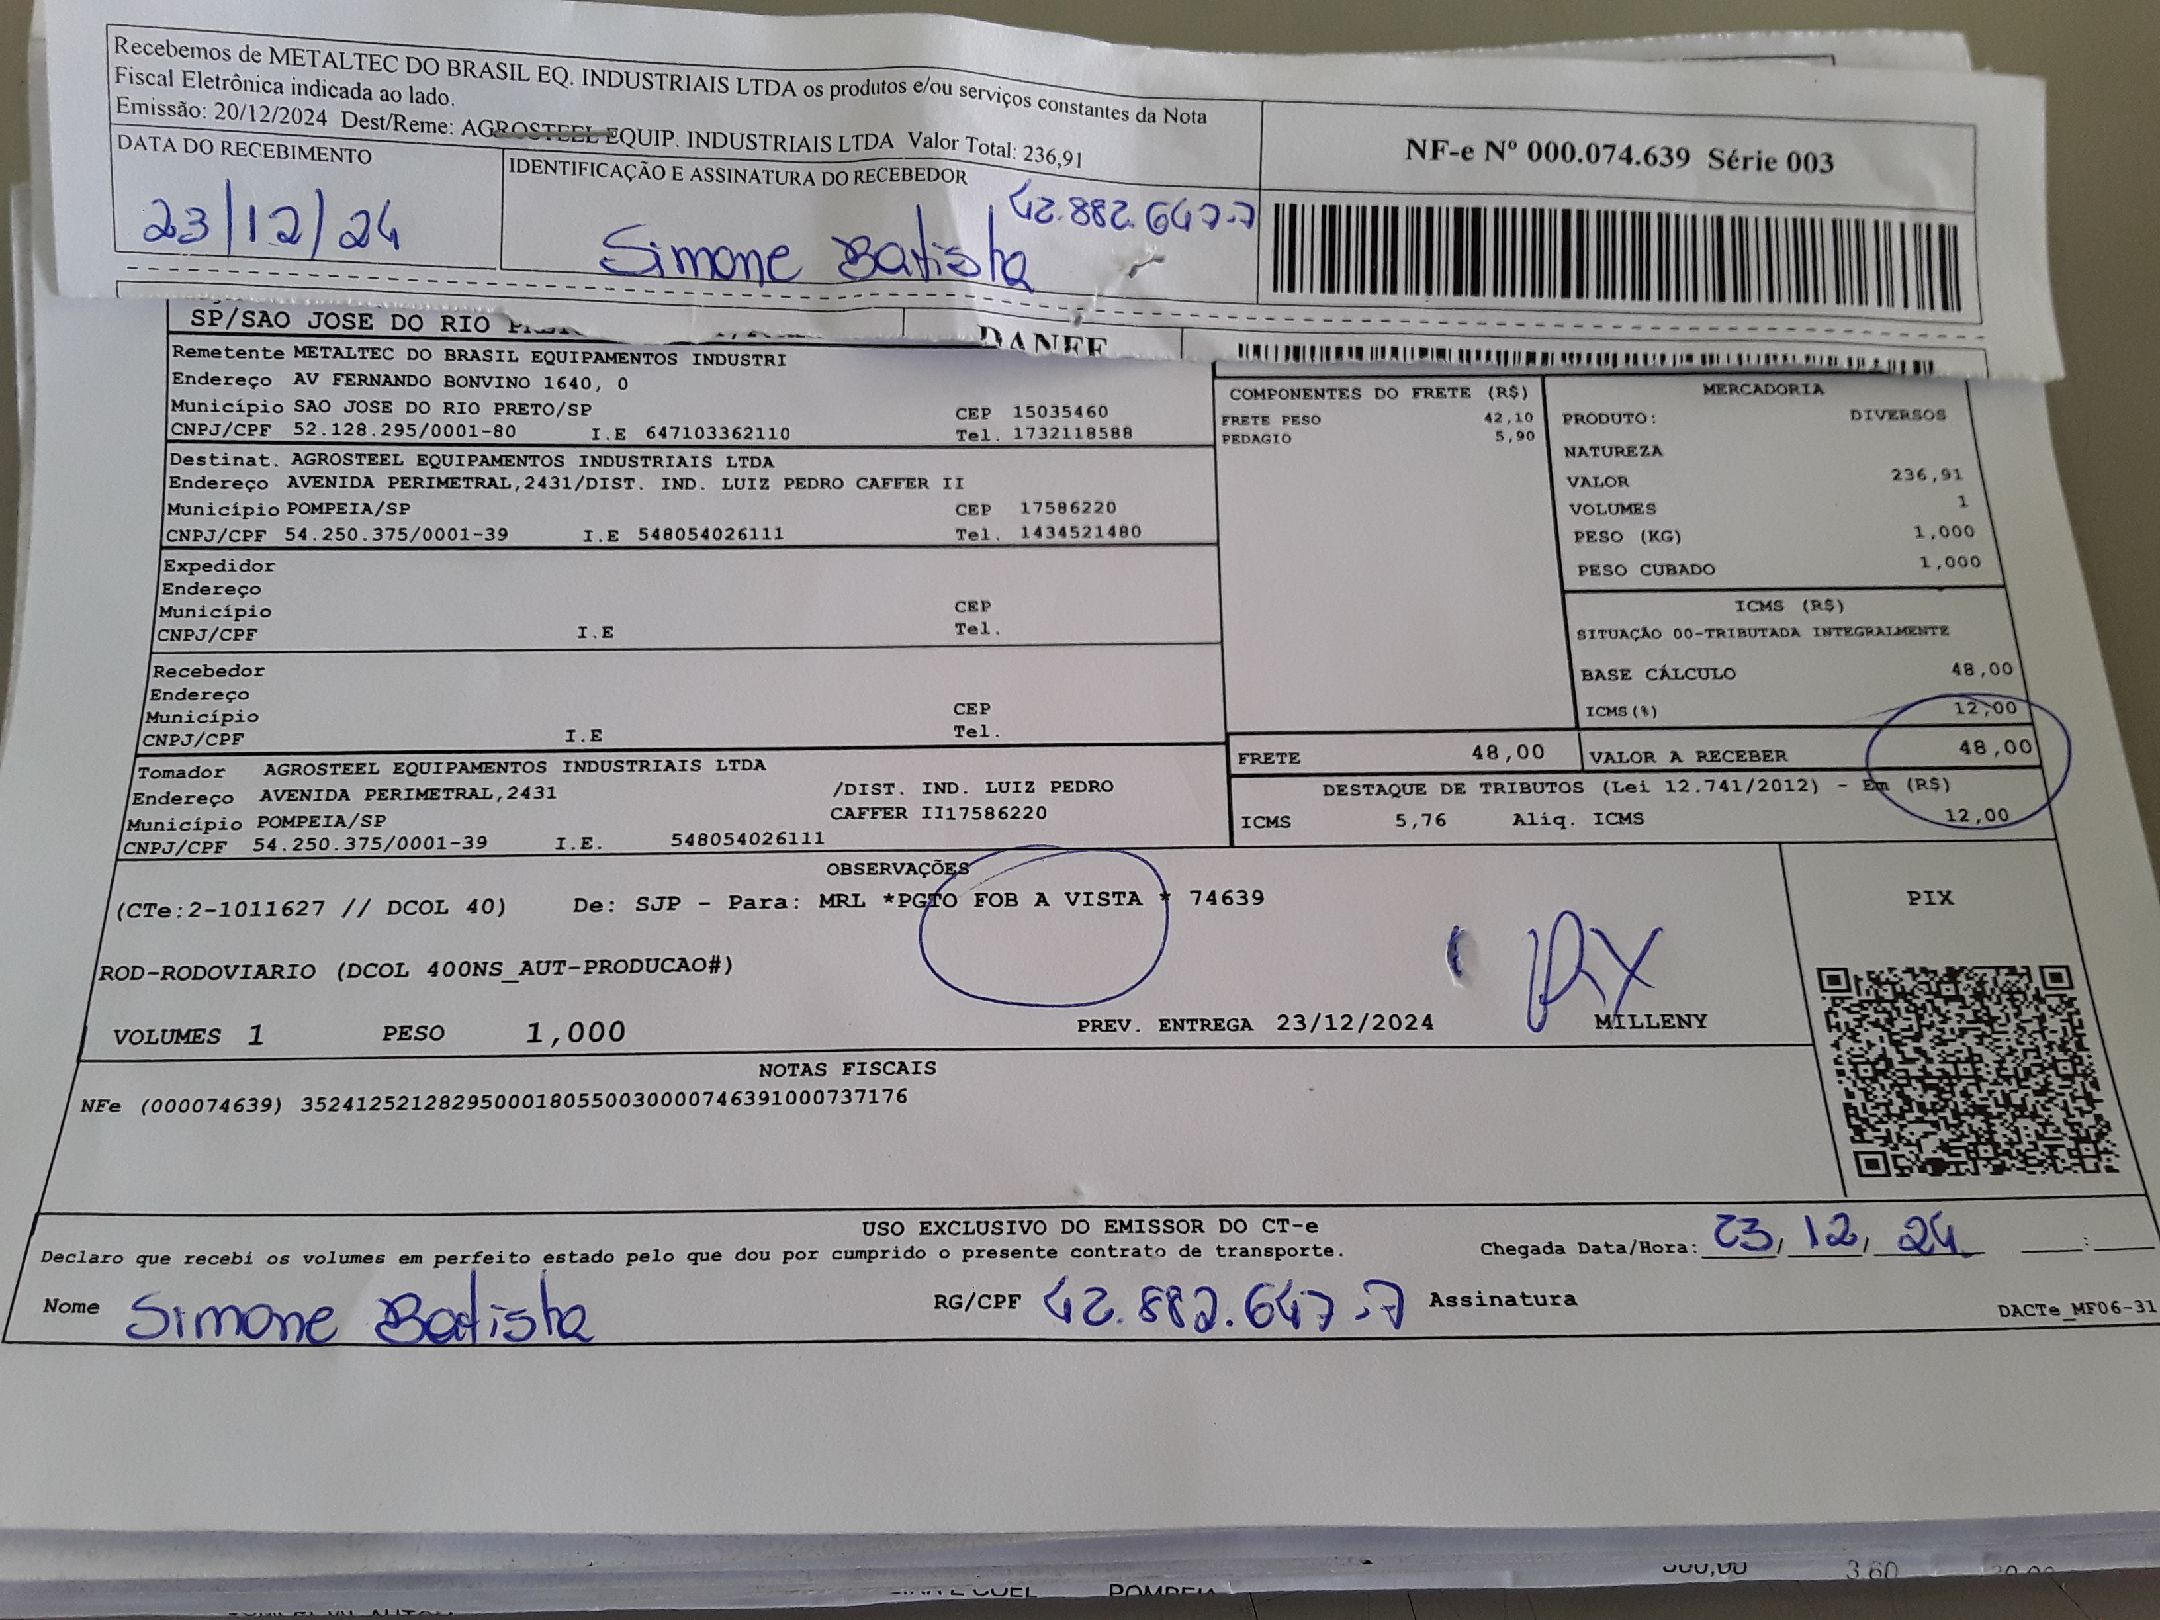 Recebemos de METALTEC DO BRASIL EQ. INDUSTRIAIS LTDA os produtos e/ou serviços constantes da Nota
Fiscal Eletrônica indicada ao lado.
Emissão: 20/12/2024 Dest/Reme: AGROSTEEL EQUIP. INDUSTRIAIS LTDA Valor Total: 236,91
DATA DO RECEBIMENTO
23/12/24
IDENTIFICAÇÃO E ASSINATURA DO RECEBEDOR
42.882.647-7
Simone Batista
NF-e Nº 000.074.639 Série 003
SP/SAO JOSE DO RIO
DANFE
Remetente METALTEC DO BRASIL EQUIPAMENTOS INDUSTRI
Endereço AV FERNANDO BONVINO 1640, 0
Município SAO JOSE DO RIO PRETO/SP CEP 15035460
CNPJ/CPF 52.128.295/0001-80 I.E 647103362110 Tel. 1732118588
Destinat. AGROSTEEL EQUIPAMENTOS INDUSTRIAIS LTDA
Endereço AVENIDA PERIMETRAL,2431/DIST. IND. LUIZ PEDRO CAFFER II
Município POMPEIA/SP CEP 17586220
CNPJ/CPF 54.250.375/0001-39 I.E 548054026111 Tel. 1434521480
Expedidor
Endereço
Município CEP
CNPJ/CPF I.E Tel.
Recebedor
Endereço
Município CEP
CNPJ/CPF I.E Tel.
Tomador AGROSTEEL EQUIPAMENTOS INDUSTRIAIS LTDA
Endereço AVENIDA PERIMETRAL,2431 /DIST. IND. LUIZ PEDRO
Município POMPEIA/SP CAFFER II17586220
CNPJ/CPF 54.250.375/0001-39 I.E. 548054026111
COMPONENTES DO FRETE (R$)
FRETE PESO 42,10
PEDAGIO 5,90
MERCADORIA
PRODUTO: DIVERSOS
NATUREZA
VALOR 236,91
VOLUMES 1
PESO (KG) 1,000
PESO CUBADO 1,000
ICMS (R$)
SITUAÇÃO 00-TRIBUTADA INTEGRALMENTE
BASE CÁLCULO 48,00
ICMS(%) 12,00
FRETE 48,00 VALOR A RECEBER 48,00
DESTAQUE DE TRIBUTOS (Lei 12.741/2012) - Em (R$)
ICMS 5,76 Aliq. ICMS 12,00
OBSERVAÇÕES
(CTe:2-1011627 // DCOL 40) De: SJP - Para: MRL *PGTO FOB A VISTA * 74639
ROD-RODOVIARIO (DCOL 400NS_AUT-PRODUCAO#)
Pix
VOLUMES 1 PESO 1,000 PREV. ENTREGA 23/12/2024 MILLENY
PIX
NOTAS FISCAIS
NFe (000074639) 35241252128295000180550030000746391000737176
USO EXCLUSIVO DO EMISSOR DO CT-e
Declaro que recebi os volumes em perfeito estado pelo que dou por cumprido o presente contrato de transporte.
Chegada Data/Hora: 23, 12, 24 __:__
Nome Simone Batista RG/CPF 42.882.647-7 Assinatura
DACTe_MF06-31
POMPEIA
3,60